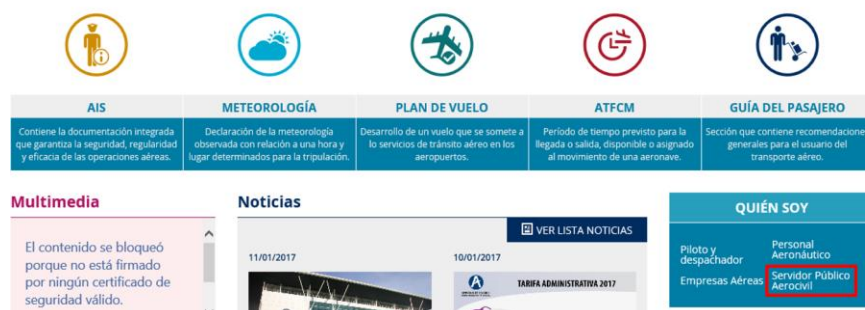 AIS
Contiene la documentación integrada
que garantiza la seguridad, regularidad
y eficacia de las operaciones aéreas.
METEOROLOGÍA
Declaración de la meteorología
observada con relación a una hora y
lugar determinados para la tripulación.
PLAN DE VUELO
Desarrollo de un vuelo que se somete a
lo servicios de tránsito aéreo en los
aeropuertos.
ATFCM
Período de tiempo previsto para la
llegada o salida, disponible o asignado
al movimiento de una aeronave.
GUÍA DEL PASAJERO
Sección que contiene recomendacione
generales para el usuario del
transporte aéreo.
Multimedia
El contenido se bloqueó
porque no está firmado
por ningún certificado de
seguridad válido.
Noticias
VER LISTA NOTICIAS
11/01/2017
10/01/2017
TARIFA ADMINISTRATIVA 2017
QUIÉN SOY
Piloto y
despachador
Personal
Aeronáutico
Empresas Aéreas
Servidor Público
Aerocivil